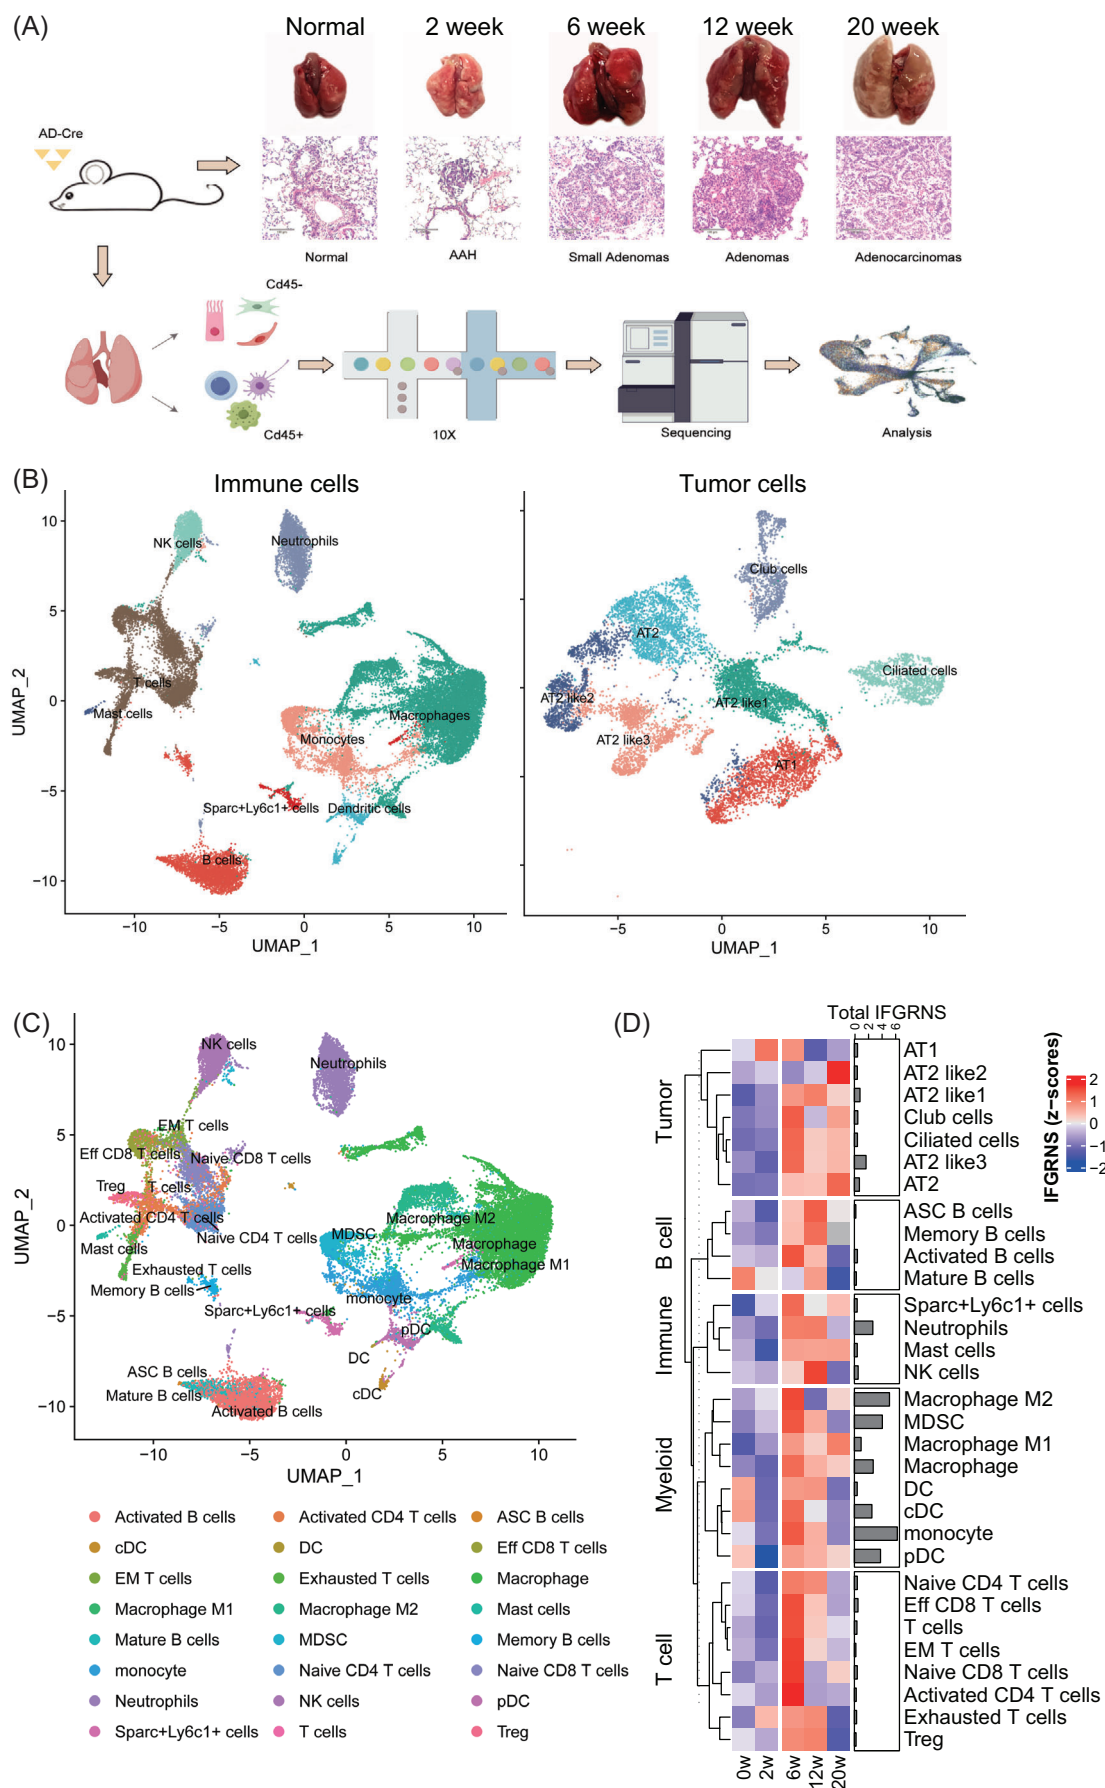 (A)
Normal 2 week 6 week 12 week 20 week
AD-Cre
Normal AAH Small Adenomas Adenomas Adenocarcinomas
Cd45-
Cd45+
10X Sequencing Analysis
(B)
Immune cells
Tumor cells
NK cells
Neutrophils
T cells
Mast cells
Macrophages
Monocytes
Sparc+Ly6c1+ cells
Dendritic cells
B cells
10
5
0
−5
−10
UMAP_2
−10 −5 0 5 10
UMAP_1
Club cells
AT2
Ciliated cells
AT2 like2
AT2 like1
AT2 like3
AT1
−5 0 5 10
UMAP_1
(C)
NK cells
Neutrophils
EM T cells
Eff CD8 T cells
Naive CD8 T cells
Treg
T cells
Activated CD4 T cells
Naive CD4 T cells
Mast cells
MDSC
Macrophage M2
Macrophage
Macrophage M1
Exhausted T cells
Memory B cells
monocyte
Sparc+Ly6c1+ cells
pDC
DC
cDC
ASC B cells
Mature B cells
Activated B cells
10
5
0
−5
−10
UMAP_2
−10 −5 0 5 10
UMAP_1
Activated B cells Activated CD4 T cells ASC B cells
cDC DC Eff CD8 T cells
EM T cells Exhausted T cells Macrophage
Macrophage M1 Macrophage M2 Mast cells
Mature B cells MDSC Memory B cells
monocyte Naive CD4 T cells Naive CD8 T cells
Neutrophils NK cells pDC
Sparc+Ly6c1+ cells T cells Treg
(D)
Total IFGRNS
0 2 4 6
Tumor
AT1
AT2 like2
AT2 like1
Club cells
Ciliated cells
AT2 like3
AT2
B cell
ASC B cells
Memory B cells
Activated B cells
Mature B cells
Immune
Sparc+Ly6c1+ cells
Neutrophils
Mast cells
NK cells
Myeloid
Macrophage M2
MDSC
Macrophage M1
Macrophage
DC
cDC
monocyte
pDC
T cell
Naive CD4 T cells
Eff CD8 T cells
T cells
EM T cells
Naive CD8 T cells
Activated CD4 T cells
Exhausted T cells
Treg
0w 2w 6w 12w 20w
IFGRNS (z−scores)
2
1
0
−1
−2